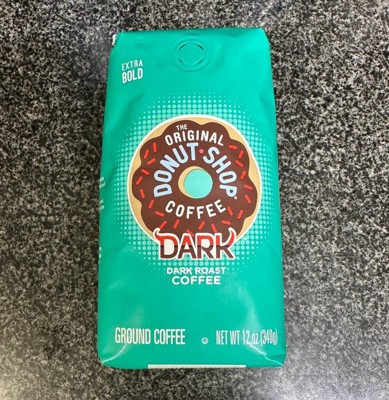 EXTRA
BOLD
THE
ORIGINAL
DONUT·SHOP
COFFEE
DARK
DARK ROAST
COFFEE
GROUND COFFEE
NET WT 12 oz (340g)